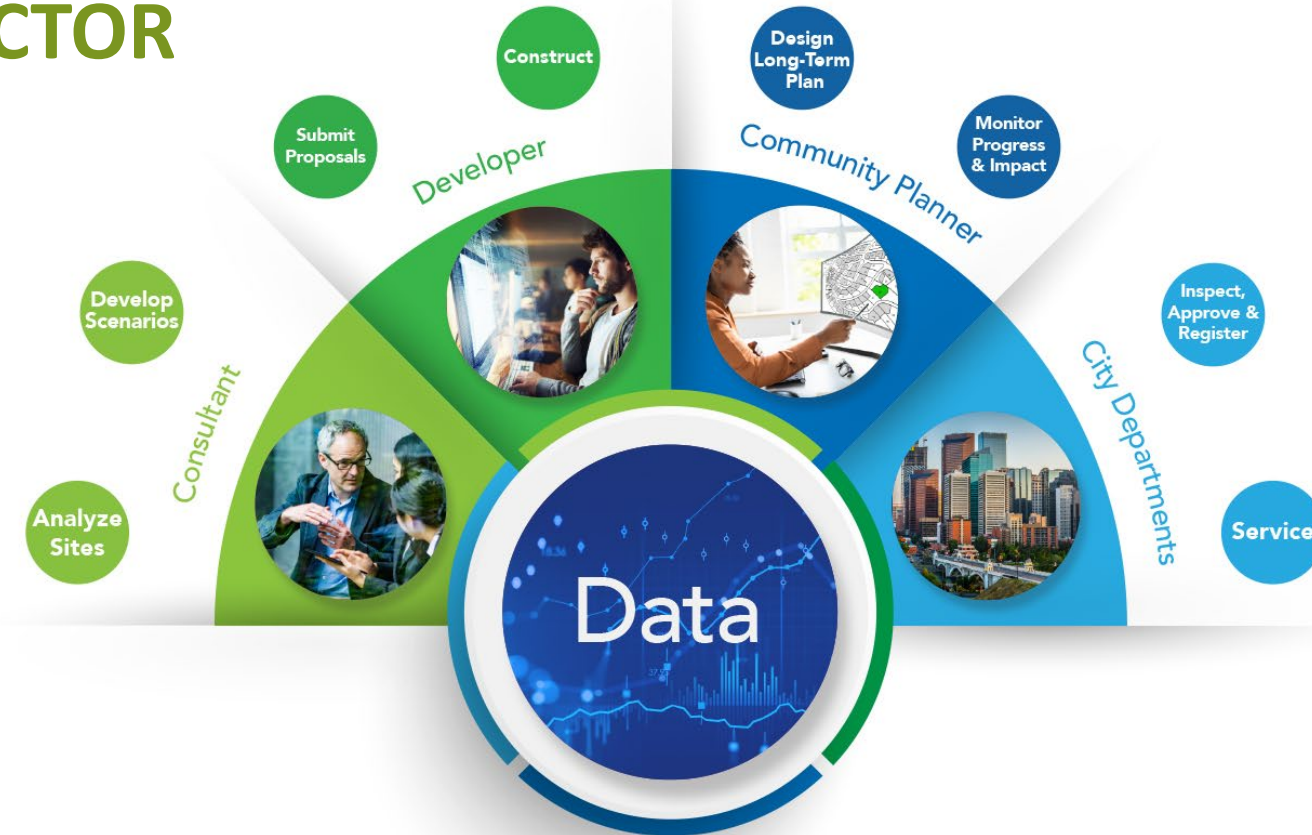 CTOR
Construct
Design
Long-Term
Plan
Submit
Proposals
Monitor
Progress
& Impact
Developer
Community Planner
Develop
Scenarios
Inspect,
Approve &
Register
Consultant
City Departments
Analyze
Sites
Service
Data